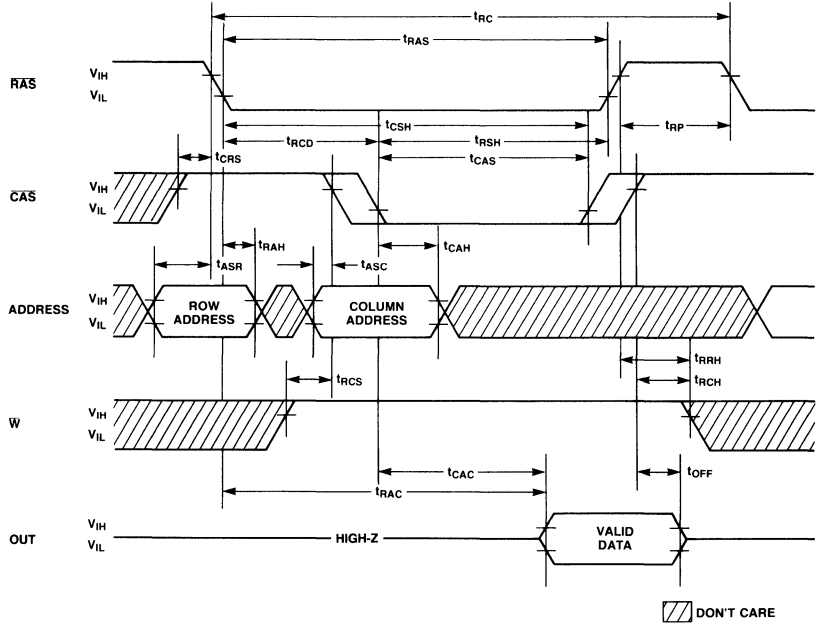 tRC
tRAS
RAS
VIH
VIL
tCSH
tRCD
tRSH
tRP
tCRS
tCAS
CAS
VIH
VIL
tRAH
tCAH
tASR
tASC
ADDRESS
VIH
VIL
ROW
ADDRESS
COLUMN
ADDRESS
tRRH
tRCS
tRCH
W
VIH
VIL
tCAC
tOFF
tRAC
OUT
VIH
VIL
HIGH-Z
VALID
DATA
DON'T CARE